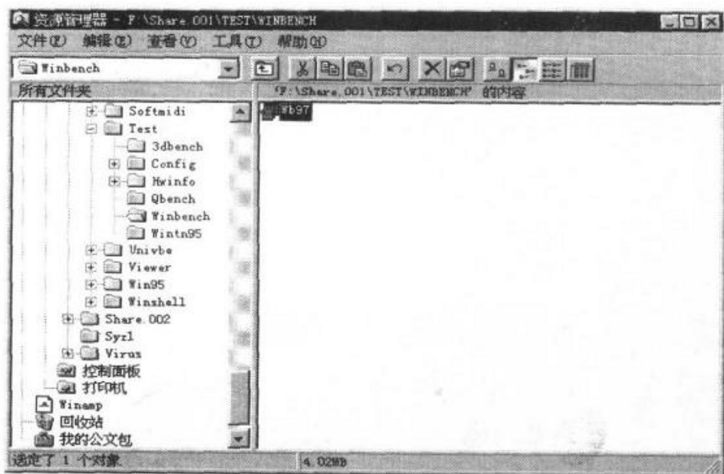 资源管理器 - F:\Share.001\TEST\WINBENCH
文件(F) 编辑(E) 查看(V) 工具(T) 帮助(H)
Winbench
所有文件夹
'F:\Share.001\TEST\WINBENCH' 的内容
Softmidi
Wb97
Test
3dbench
Config
Hwinfo
Qbench
Winbench
Wintn95
Univbe
Viewer
Win95
Winshell
Share.002
Syzl
Virus
控制面板
打印机
Winamp
回收站
我的公文包
选定了 1 个对象
4.02MB